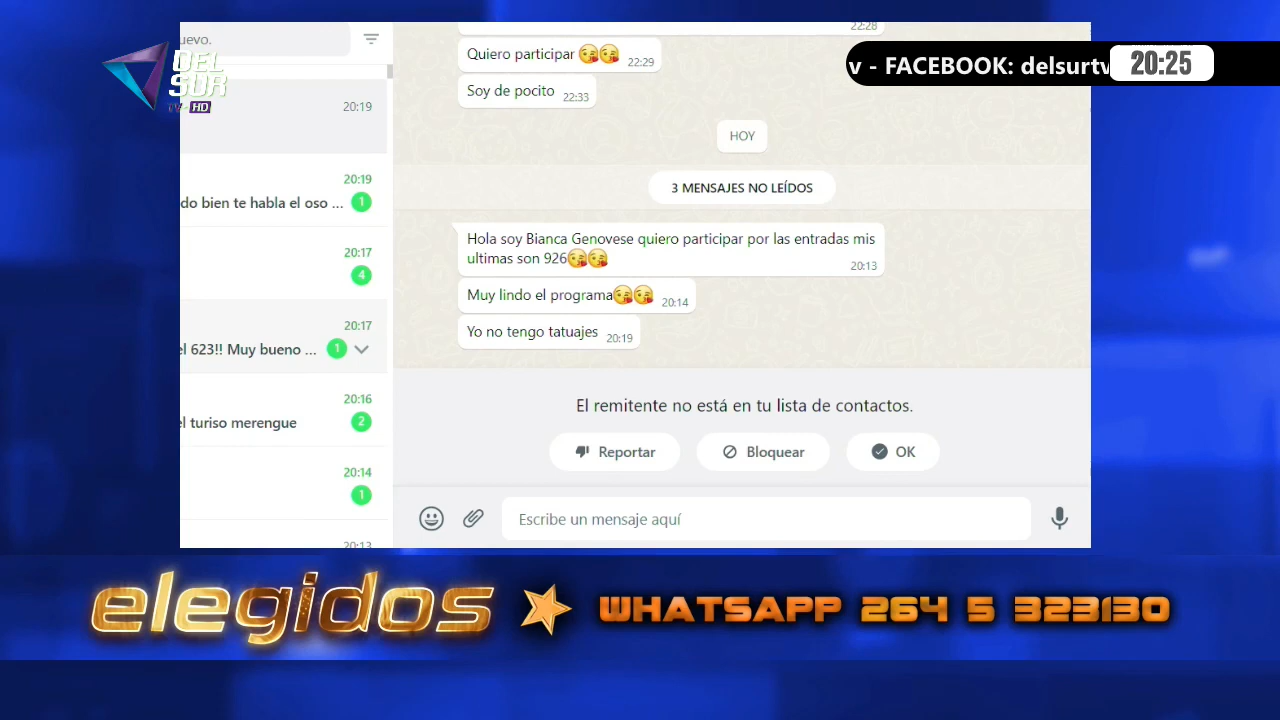 uevo.
DEL
SUR
TV-HD
22:28
Quiero participar 😘😘 22:29
Soy de pocito 22:33
v - FACEBOOK: delsurtv
20:25
HOY
3 MENSAJES NO LEÍDOS
Hola soy Bianca Genovese quiero participar por las entradas mis
ultimas son 926😘😘 20:13
Muy lindo el programa😘😘 20:14
Yo no tengo tatuajes 20:19
El remitente no está en tu lista de contactos.
Reportar
Bloquear
OK
Escribe un mensaje aquí
20:19
20:19
do bien te habla el oso ... 1
20:17
4
20:17
el 623!! Muy bueno ... 1
20:16
el turiso merengue 2
20:14
1
20:13
elegidos
WHATSAPP 264 5 323130